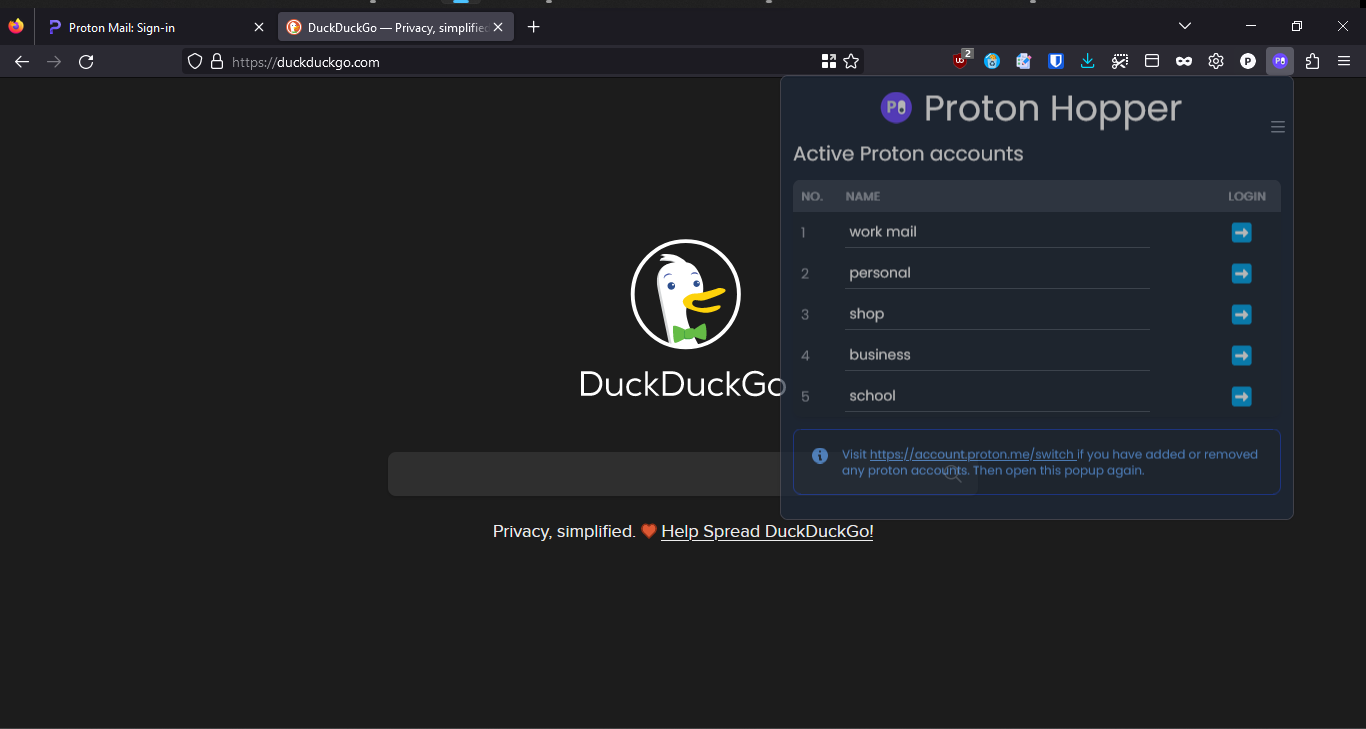 Proton Mail: Sign-in
DuckDuckGo — Privacy, simplified
https://duckduckgo.com
2
Proton Hopper
Active Proton accounts
NO. NAME LOGIN
1 work mail
2 personal
3 shop
4 business
5 school
Visit https://account.proton.me/switch if you have added or removed
any proton accounts. Then open this popup again.
DuckDuckGo
Privacy, simplified. Help Spread DuckDuckGo!